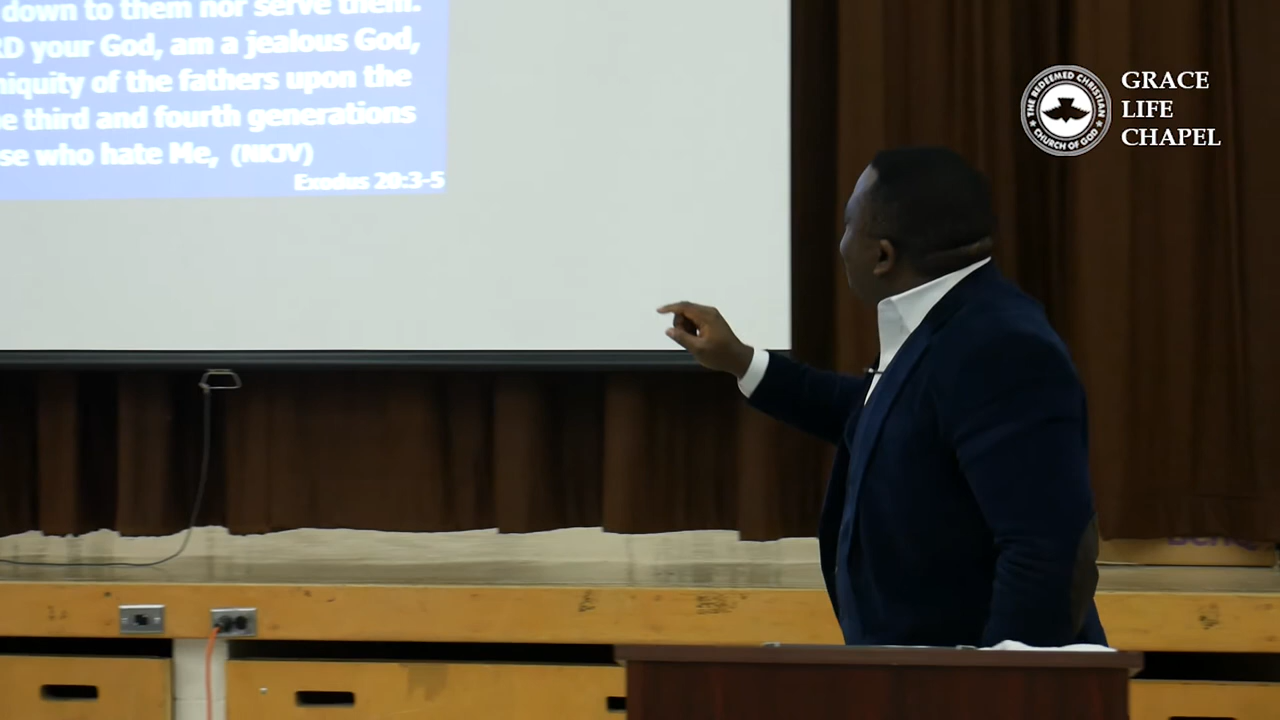 down to them nor serve them.
RD your God, am a jealous God,
niquity of the fathers upon the
e third and fourth generations
se who hate Me, (NKJV)
Exodus 20:3-5
THE REDEEMED CHRISTIAN
CHURCH OF GOD
GRACE
LIFE
CHAPEL
BenQ